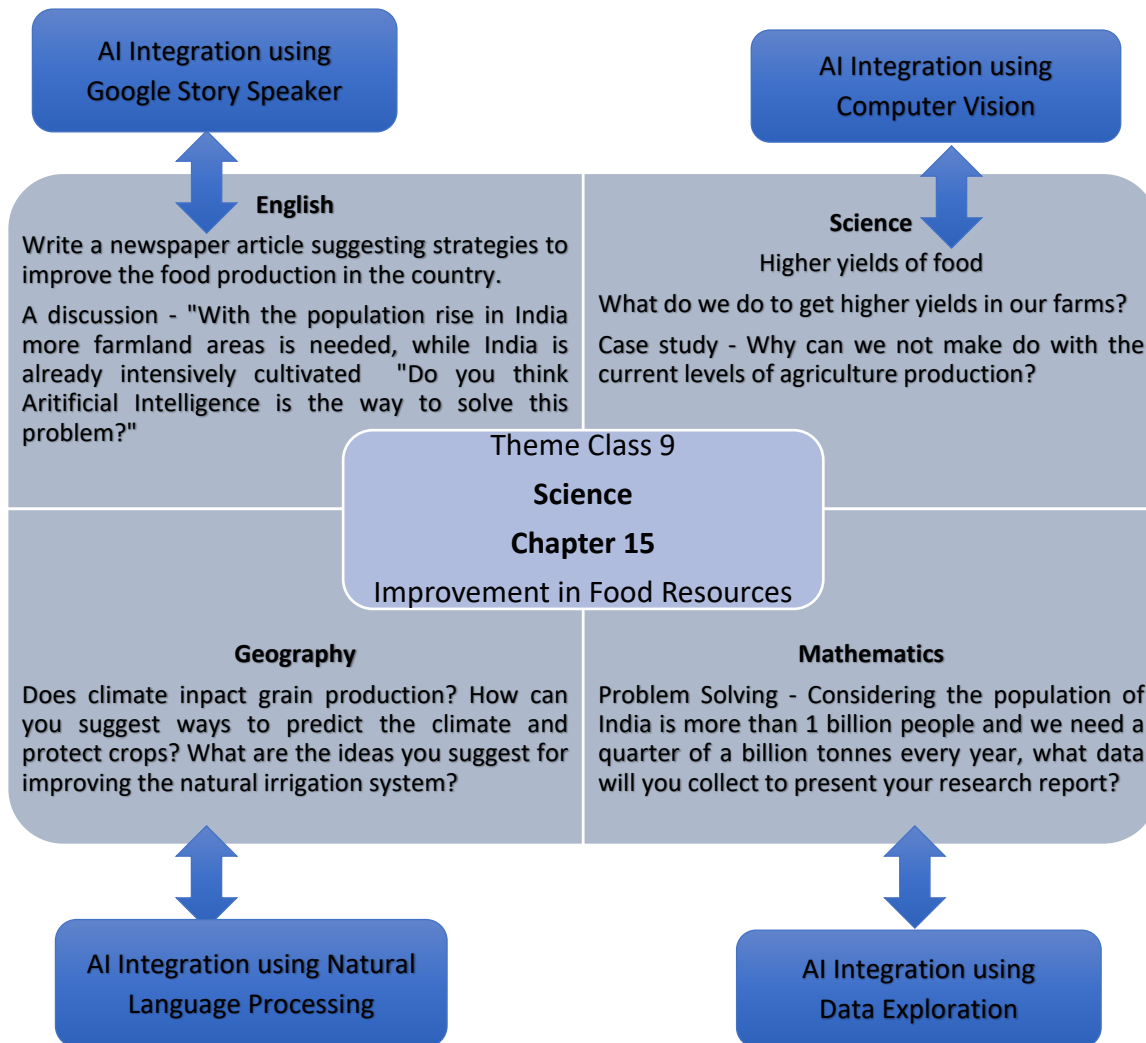 AI Integration using
Google Story Speaker
AI Integration using
Computer Vision
English
Write a newspaper article suggesting strategies to
improve the food production in the country.
A discussion - "With the population rise in India
more farmland areas is needed, while India is
already intensively cultivated "Do you think
Aritificial Intelligence is the way to solve this
problem?"
Science
Higher yields of food
What do we do to get higher yields in our farms?
Case study - Why can we not make do with the
current levels of agriculture production?
Theme Class 9
Science
Chapter 15
Improvement in Food Resources
Geography
Does climate inpact grain production? How can
you suggest ways to predict the climate and
protect crops? What are the ideas you suggest for
improving the natural irrigation system?
Mathematics
Problem Solving - Considering the population of
India is more than 1 billion people and we need a
quarter of a billion tonnes every year, what data
will you collect to present your research report?
AI Integration using Natural
Language Processing
AI Integration using
Data Exploration